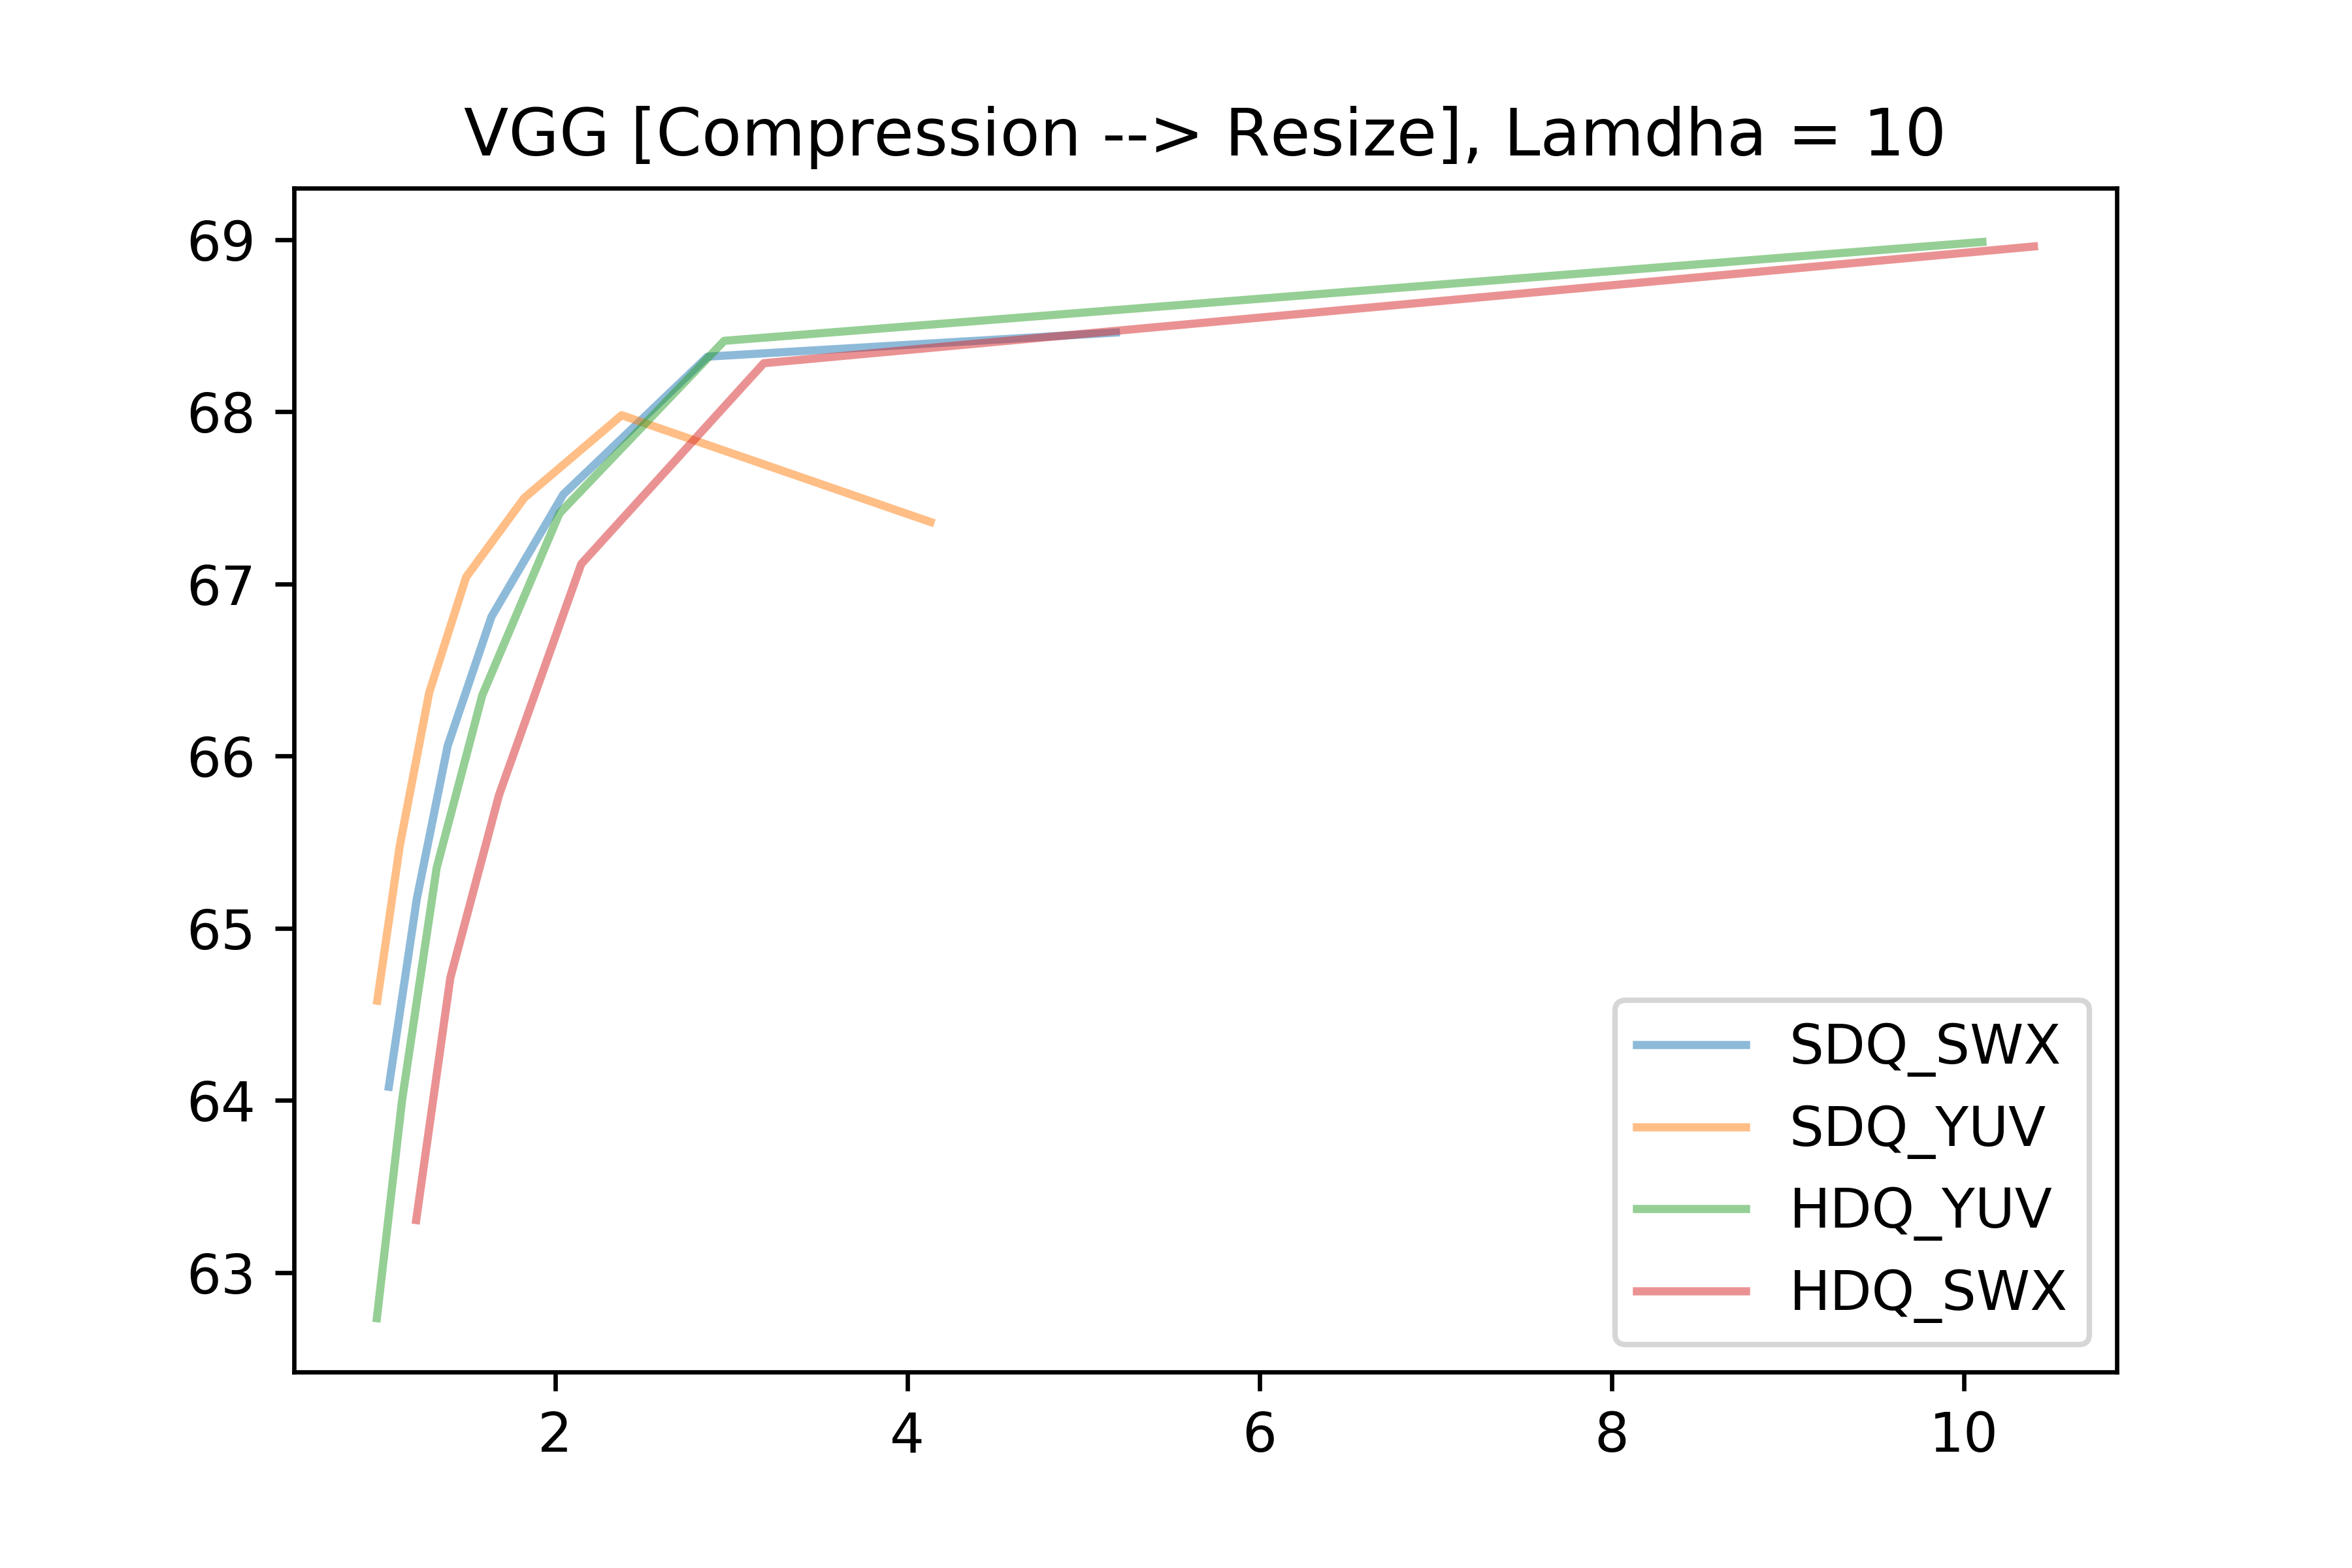 VGG [Compression --> Resize], Lamdha = 10
69
68
67
66
65
64
63
SDQ_SWX
SDQ_YUV
HDQ_YUV
HDQ_SWX
2 4 6 8 10